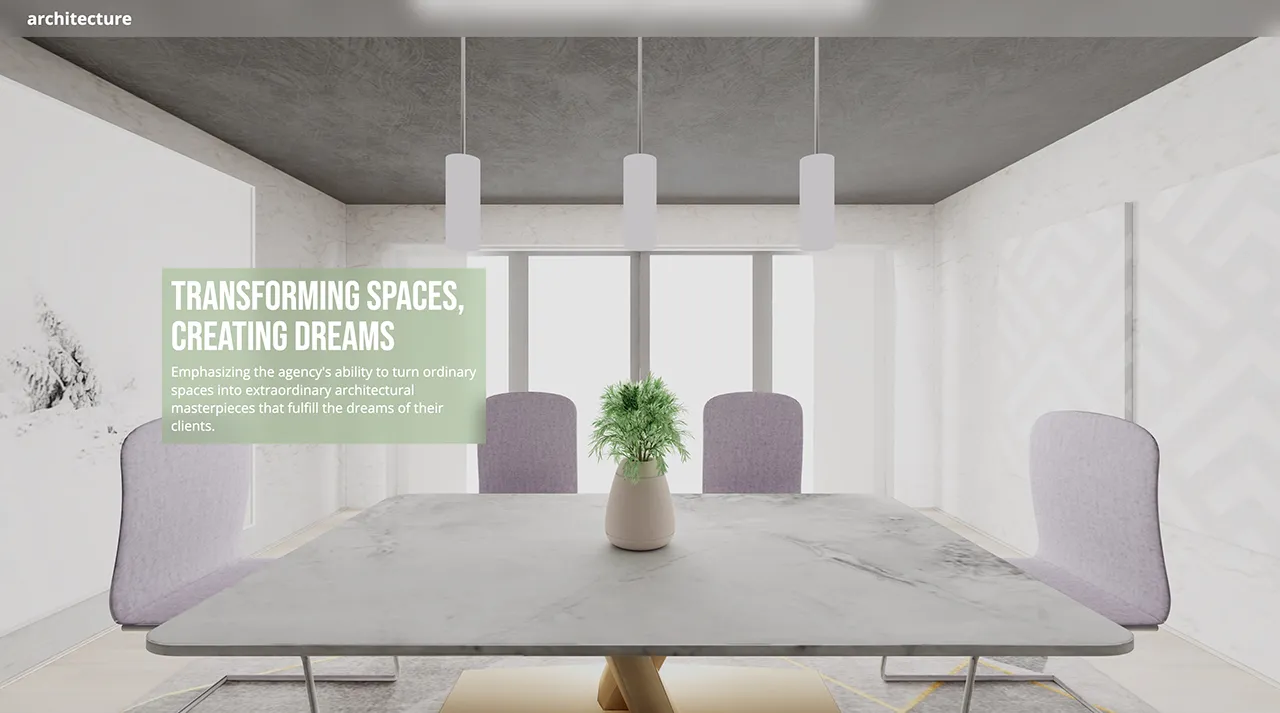 architecture
TRANSFORMING SPACES,
CREATING DREAMS
Emphasizing the agency's ability to turn ordinary
spaces into extraordinary architectural
masterpieces that fulfill the dreams of their
clients.